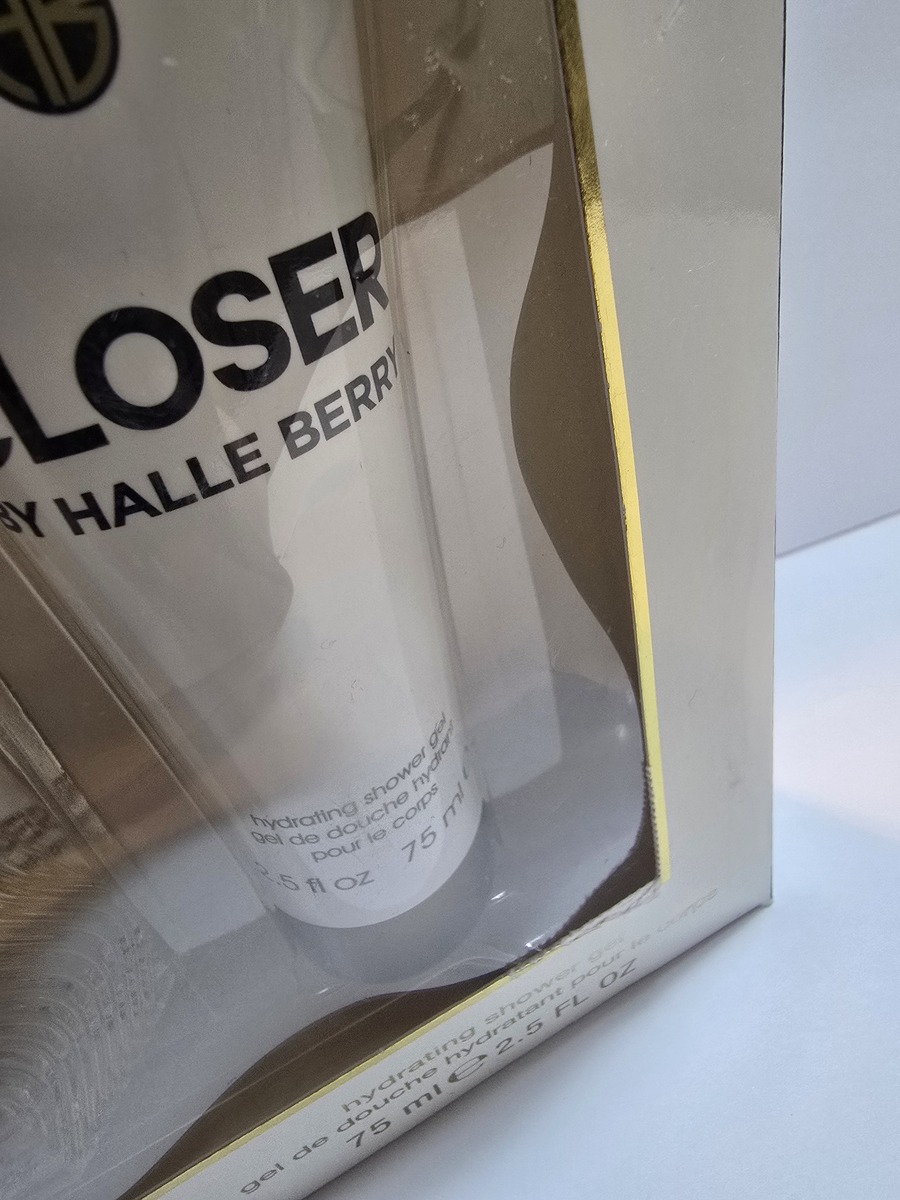 HB
CLOSER
BY HALLE BERRY
hydrating shower gel
gel de douche hydratant
pour le corps
2.5 fl oz 75 ml
hydrating shower gel
gel de douche hydratant pour le corps
75 ml ℮ 2.5 FL OZ